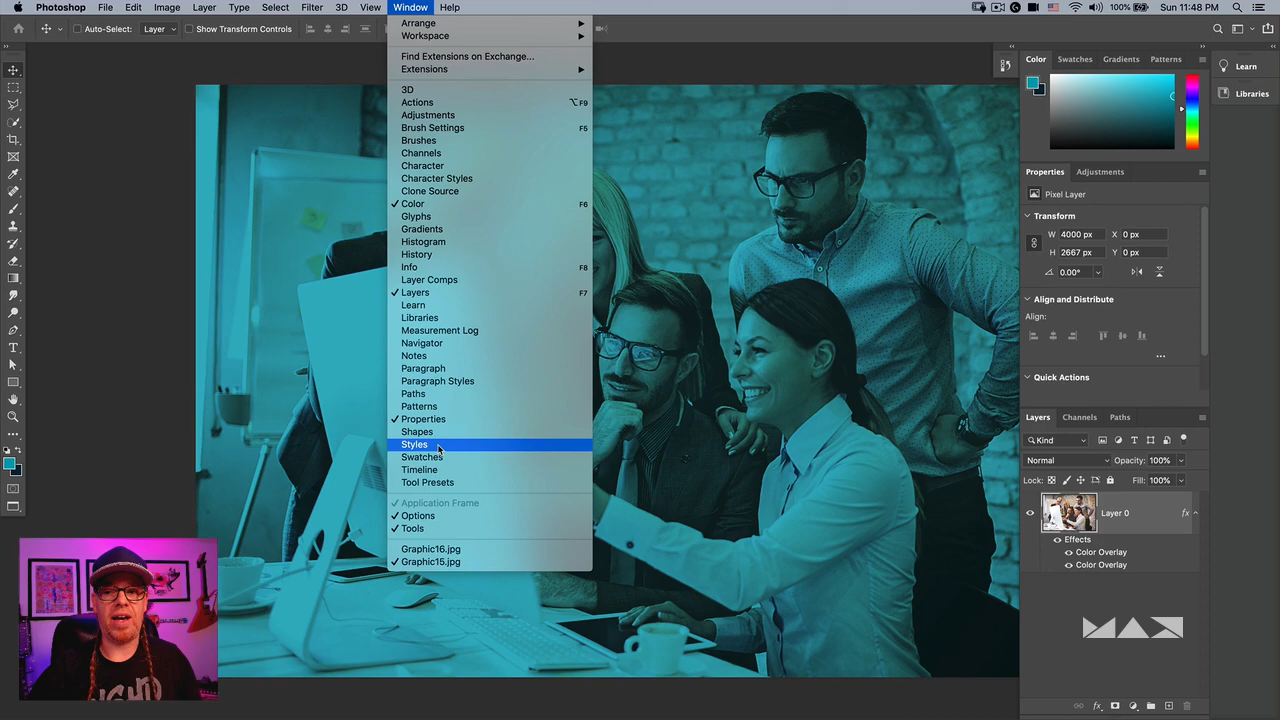 Photoshop File Edit Image Layer Type Select Filter 3D View Window Help 100% Sun 11:48 PM
Auto-Select: Layer Show Transform Controls
Arrange
Workspace
Find Extensions on Exchange...
Extensions
3D
Actions ⌥F9
Adjustments
Brush Settings F5
Brushes
Channels
Character
Character Styles
Clone Source
Color F6
Glyphs
Gradients
Histogram
History
Info F8
Layer Comps
Layers F7
Learn
Libraries
Measurement Log
Navigator
Notes
Paragraph
Paragraph Styles
Paths
Patterns
Properties
Shapes
Styles
Swatches
Timeline
Tool Presets
Application Frame
Options
Tools
Graphic16.jpg
Graphic15.jpg
Color Swatches Gradients Patterns
Learn
Libraries
Properties Adjustments
Pixel Layer
Transform
W 4000 px X 0 px
H 2667 px Y 0 px
0.00°
Align and Distribute
Align:
Quick Actions
Layers Channels Paths
Kind
Normal Opacity: 100%
Lock: Fill: 100%
Layer 0 fx
Effects
Color Overlay
Color Overlay
MAX
fx